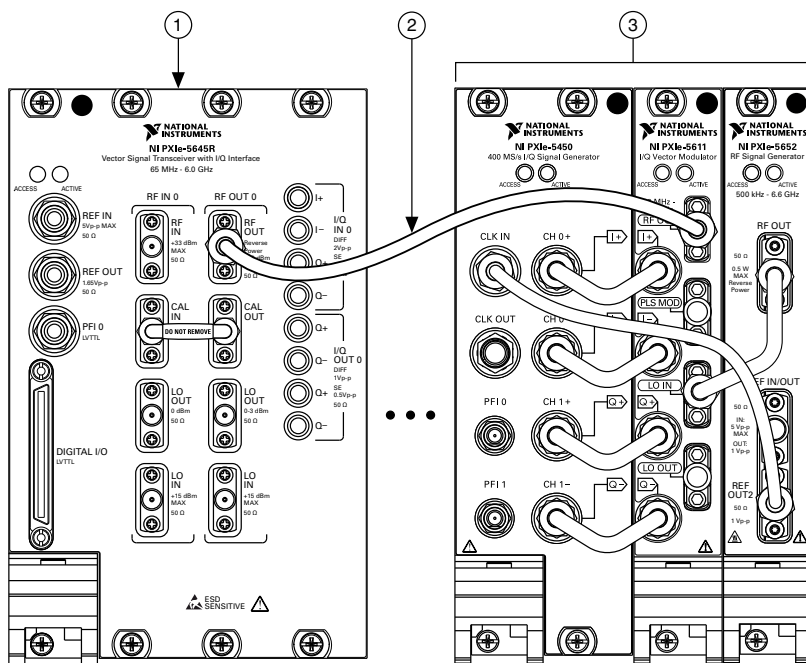 1
2
3
NATIONAL
INSTRUMENTS
NI PXIe-5645R
Vector Signal Transceiver with I/Q Interface
65 MHz - 6.0 GHz
ACCESS
ACTIVE
REF IN
5Vp-p MAX
50 Ω
REF OUT
1.65Vp-p
50 Ω
PFI 0
LVTTL
DIGITAL I/O
LVTTL
RF IN 0
RF
IN
+33 dBm
MAX
50 Ω
CAL
IN
DO NOT REMOVE
LO
OUT
0 dBm
50 Ω
LO
IN
+15 dBm
MAX
50 Ω
RF OUT 0
RF
OUT
Reverse
Power
50 Ω
CAL
OUT
LO
OUT
0-3 dBm
50 Ω
LO
IN
+15 dBm
MAX
50 Ω
I+
I–
Q+
Q–
I/Q
IN 0
DIFF
2Vp-p
SE
Q+
Q–
Q+
Q–
I/Q
OUT 0
DIFF
1Vp-p
SE
0.5Vp-p
50 Ω
ESD
SENSITIVE
NATIONAL
INSTRUMENTS
NI PXIe-5450
400 MS/s I/Q Signal Generator
ACCESS
ACTIVE
CLK IN
CLK OUT
PFI 0
PFI 1
CH 0+
CH 0
CH 1+
CH 1–
I+
Q+
Q–
NATIONAL
INSTRUMENTS
NI PXIe-5611
I/Q Vector Modulator
ACCESS
ACTIVE
MHz -
RF O
I+
PLS MOD
I–
LO IN
Q+
LO OUT
Q–
NATIONAL
INSTRUMENTS
NI PXIe-5652
RF Signal Generator
ACCESS
ACTIVE
500 kHz - 6.6 GHz
RF OUT
50 Ω
0.5 W
MAX
Reverse
Power
EF IN/OUT
50 Ω
IN:
5 Vp-p
MAX
OUT:
1 Vp-p
REF
OUT2
50 Ω
1 Vp-p